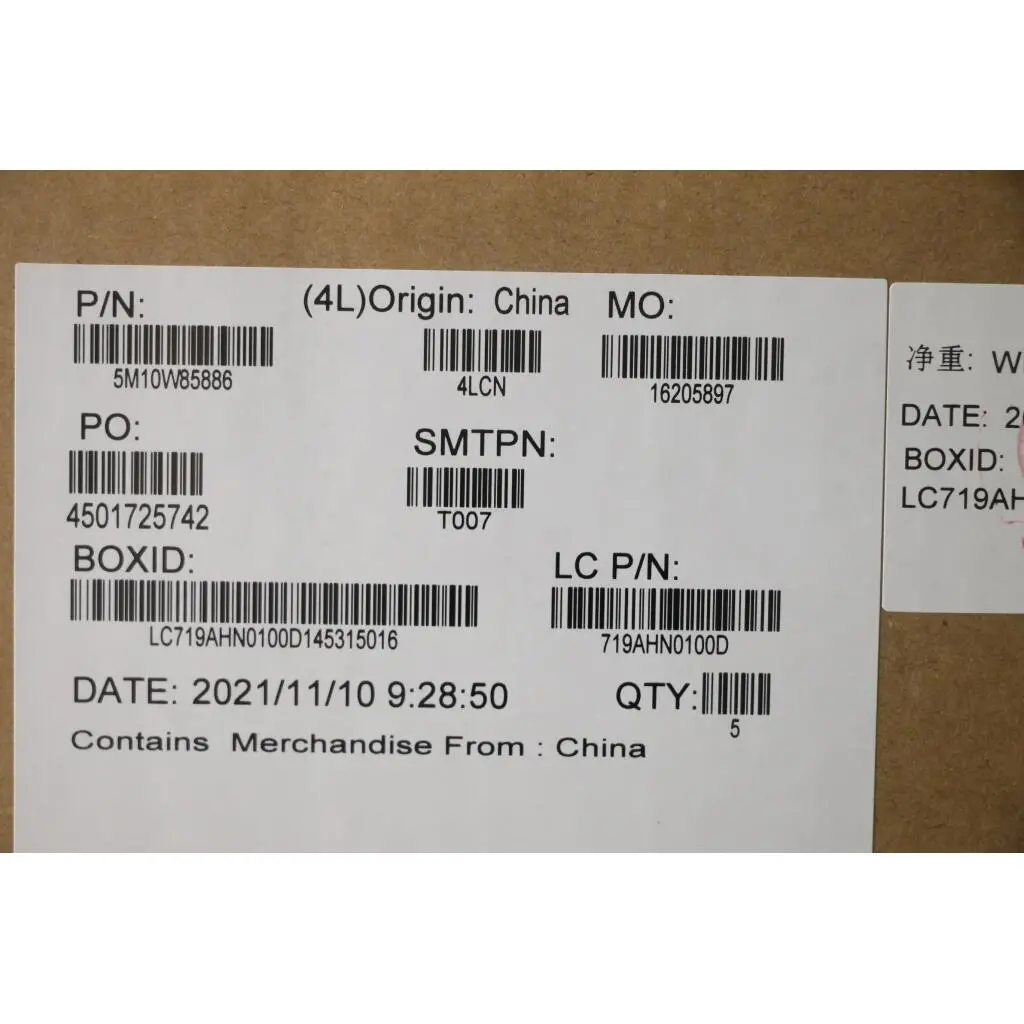 P/N: (4L)Origin: China MO:
5M10W85886 4LCN 16205897
PO: SMTPN:
4501725742 T007
BOXID: LC P/N:
LC719AHN0100D145315016 719AHN0100D
DATE: 2021/11/10 9:28:50 QTY:
5
Contains Merchandise From : China
净重:
DATE:
BOXID:
LC719AH